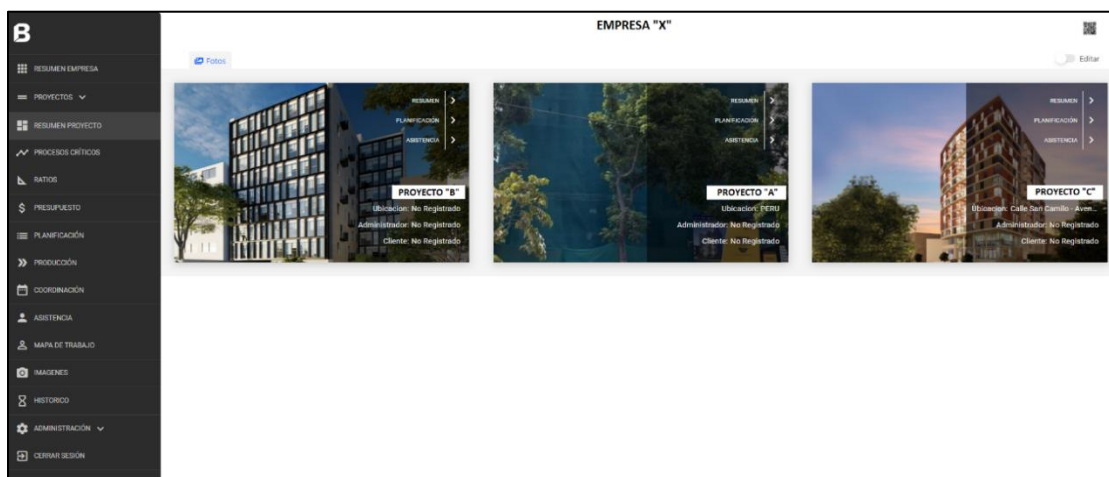 B
EMPRESA "X"
RESUMEN EMPRESA
PROYECTOS
RESUMEN PROYECTO
PROCESOS CRÍTICOS
RATIOS
PRESUPUESTO
PLANIFICACIÓN
PRODUCCIÓN
COORDINACIÓN
ASISTENCIA
MAPA DE TRABAJO
IMAGENES
HISTORICO
ADMINISTRACIÓN
CERRAR SESIÓN
Fotos
Editar
RESUMEN
PLANIFICACIÓN
ASISTENCIA
PROYECTO "B"
Ubicacion: No Registrado
Administrador: No Registrado
Cliente: No Registrado
RESUMEN
PLANIFICACIÓN
ASISTENCIA
PROYECTO "A"
Ubicacion: PERU
Administrador: No Registrado
Cliente: No Registrado
RESUMEN
PLANIFICACIÓN
ASISTENCIA
PROYECTO "C"
Ubicacion: Calle San Camilo - Aven...
Administrador: No Registrado
Cliente: No Registrado